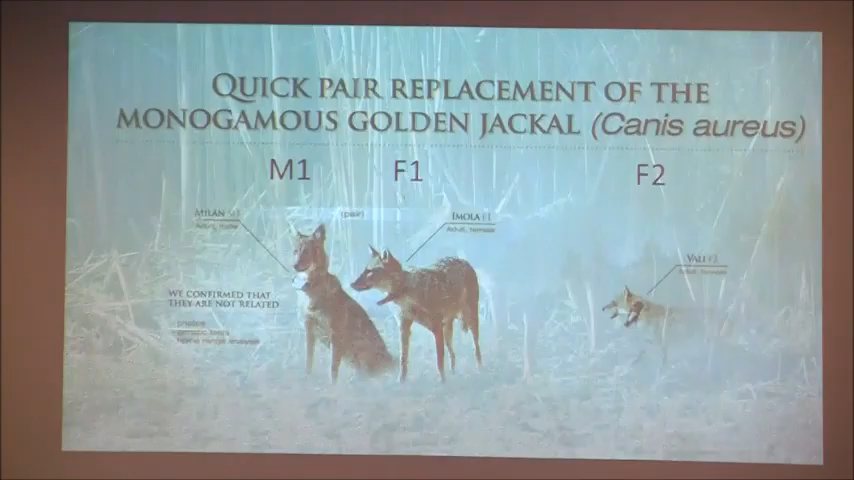 QUICK PAIR REPLACEMENT OF THE
MONOGAMOUS GOLDEN JACKAL (Canis aureus)
M1 F1 F2
MILAN M1
Adult, male
(pair)
IMOLA F1
Adult, female
VALI F2
Adult, female
WE CONFIRMED THAT
THEY ARE NOT RELATED